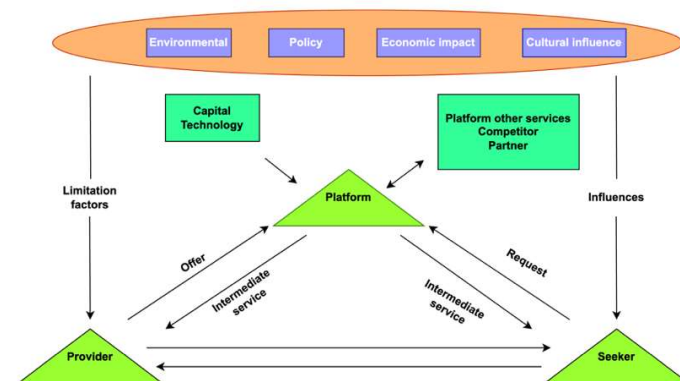 Environmental
Policy
Economic impact
Cultural influence
Capital
Technology
Platform other services
Competitor
Partner
Limitation
factors
Platform
Influences
Offer
Request
Intermediate
service
Intermediate
service
Provider
Seeker